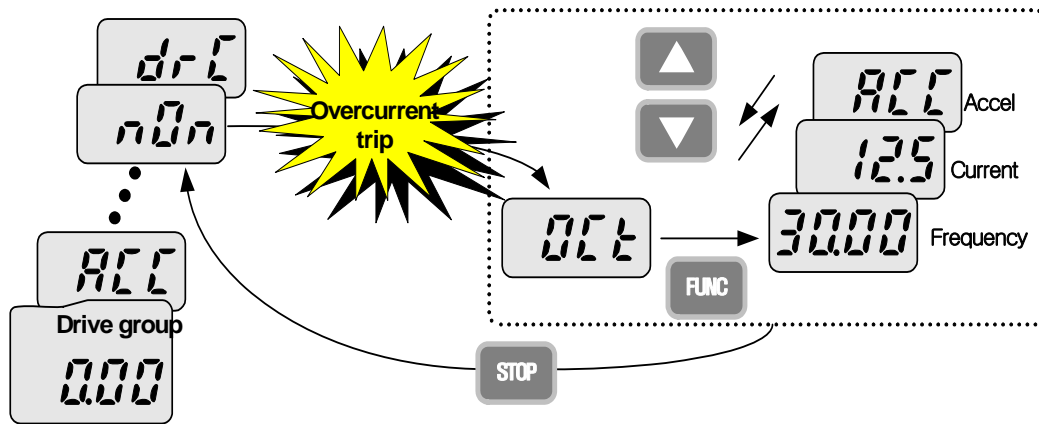 drC
n0n
Overcurrent
trip
ACC
Drive group
0.00
OCt
FUNC
ACC
Accel
12.5
Current
30.00
Frequency
STOP